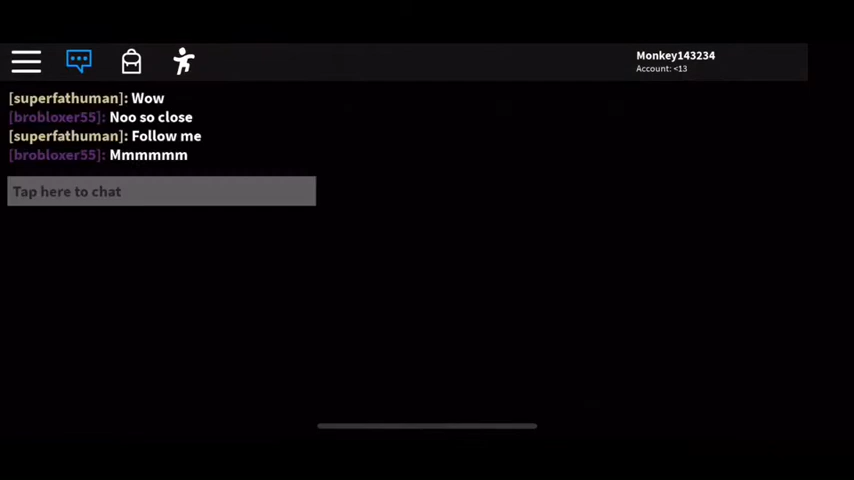 Monkey143234
Account: <13
[superfathuman]: Wow
[brobloxer55]: Noo so close
[superfathuman]: Follow me
[brobloxer55]: Mmmmmm
Tap here to chat